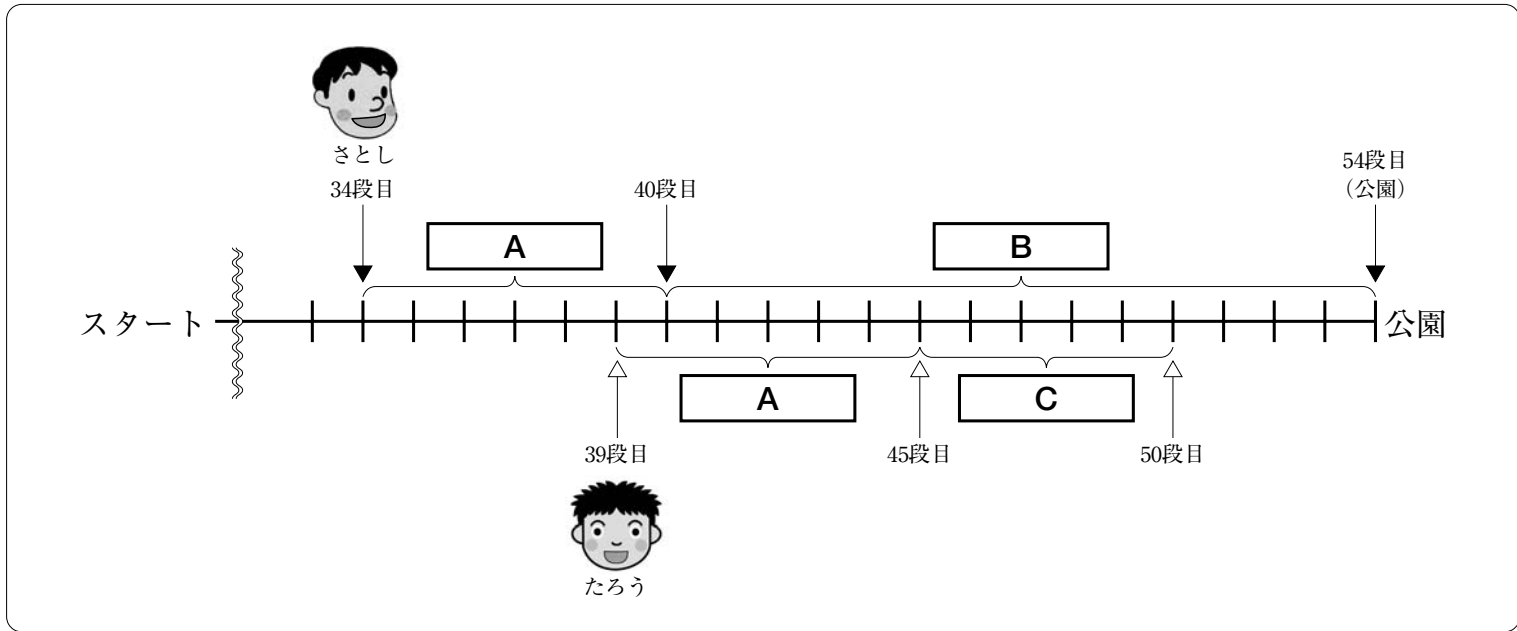 さとし
34段目
40段目
54段目
（公園）
A
B
スタート
公園
A
C
39段目
45段目
50段目
たろう